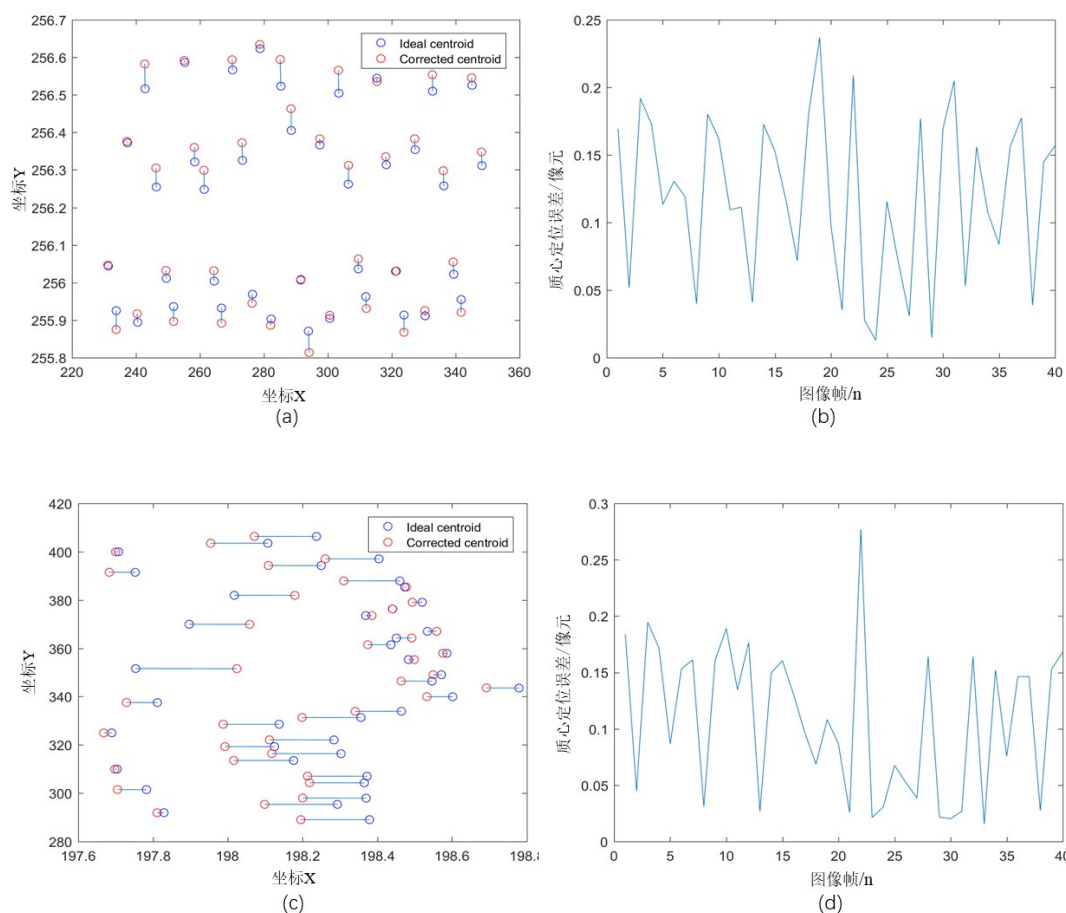 256.7
256.6
256.5
256.4
256.3
256.2
256.1
256
255.9
255.8
坐标Y
220 240 260 280 300 320 340 360
坐标X
Ideal centroid
Corrected centroid
(a)
0.25
0.2
0.15
0.1
0.05
0
质心定位误差/像元
0 5 10 15 20 25 30 35 40
图像帧/n
(b)
420
400
380
360
340
320
300
280
坐标Y
197.6 197.8 198 198.2 198.4 198.6 198.8
坐标X
Ideal centroid
Corrected centroid
(c)
0.3
0.25
0.2
0.15
0.1
0.05
0
质心定位误差/像元
0 5 10 15 20 25 30 35 40
图像帧/n
(d)